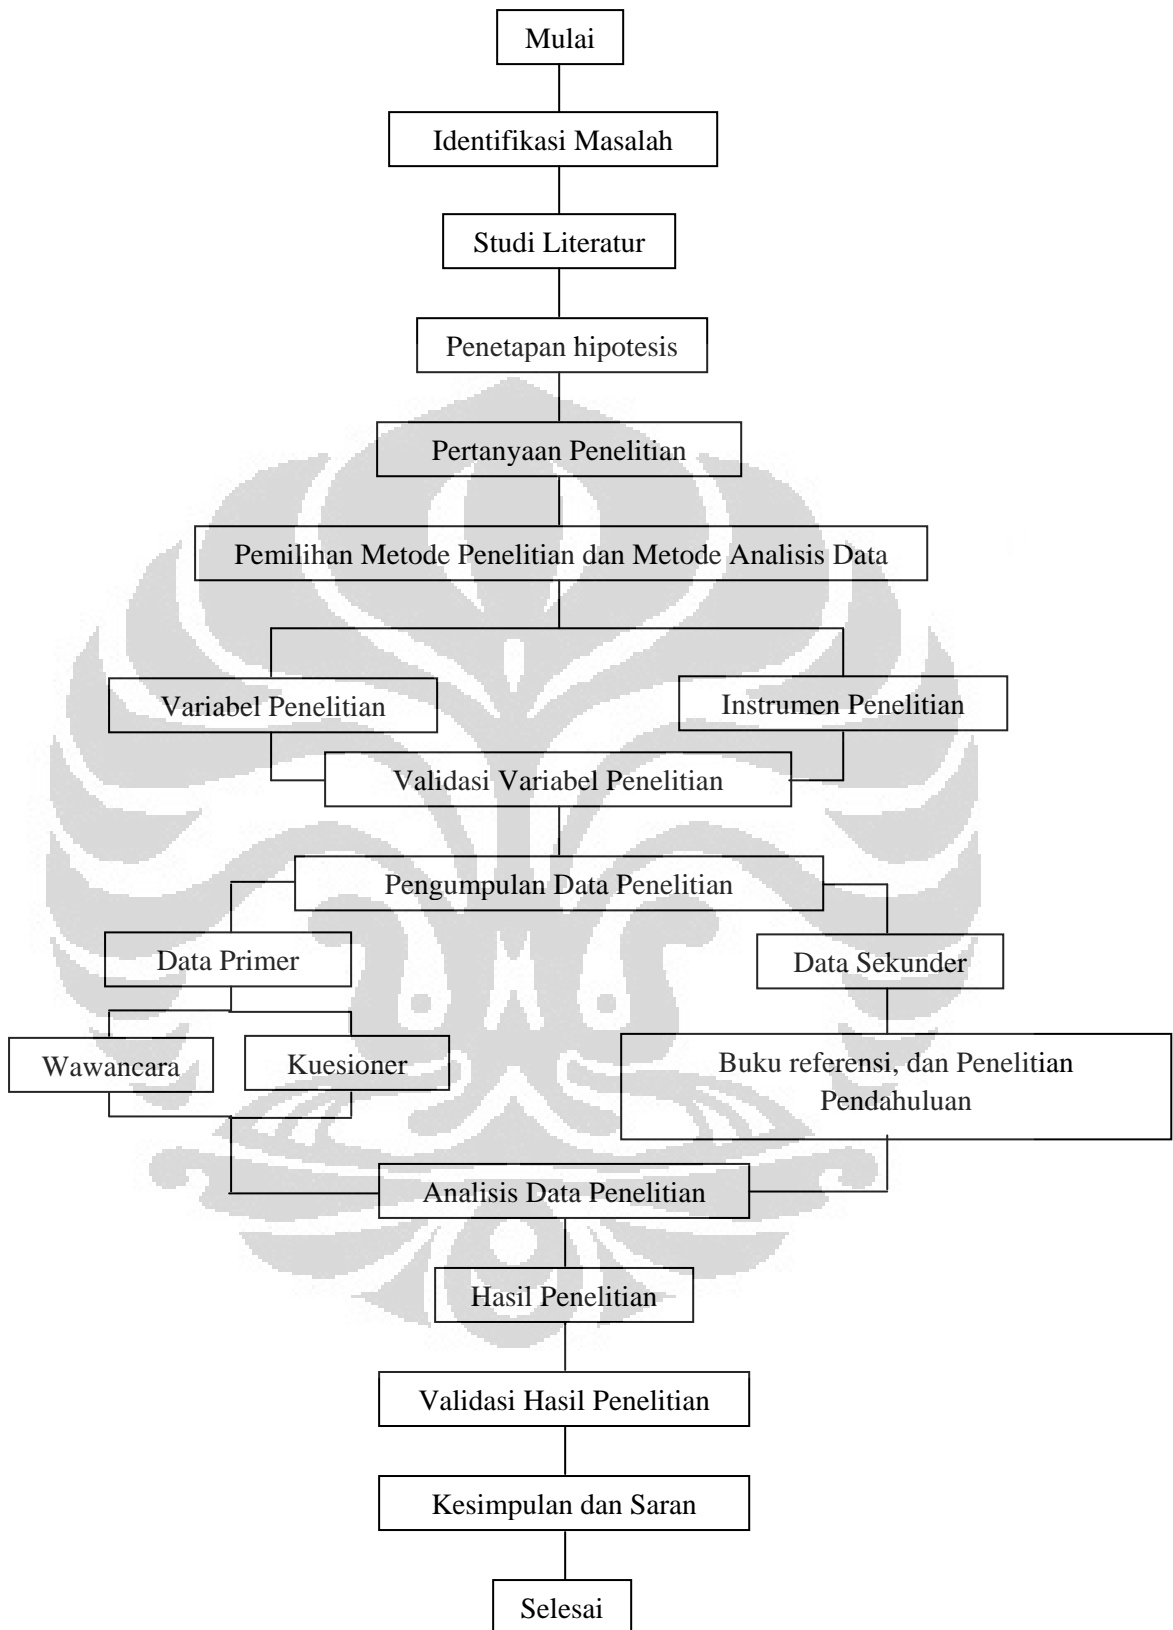 Mulai
Identifikasi Masalah
Studi Literatur
Penetapan hipotesis
Pertanyaan Penelitian
Pemilihan Metode Penelitian dan Metode Analisis Data
Variabel Penelitian
Instrumen Penelitian
Validasi Variabel Penelitian
Pengumpulan Data Penelitian
Data Primer
Data Sekunder
Wawancara
Kuesioner
Buku referensi, dan Penelitian
Pendahuluan
Analisis Data Penelitian
Hasil Penelitian
Validasi Hasil Penelitian
Kesimpulan dan Saran
Selesai